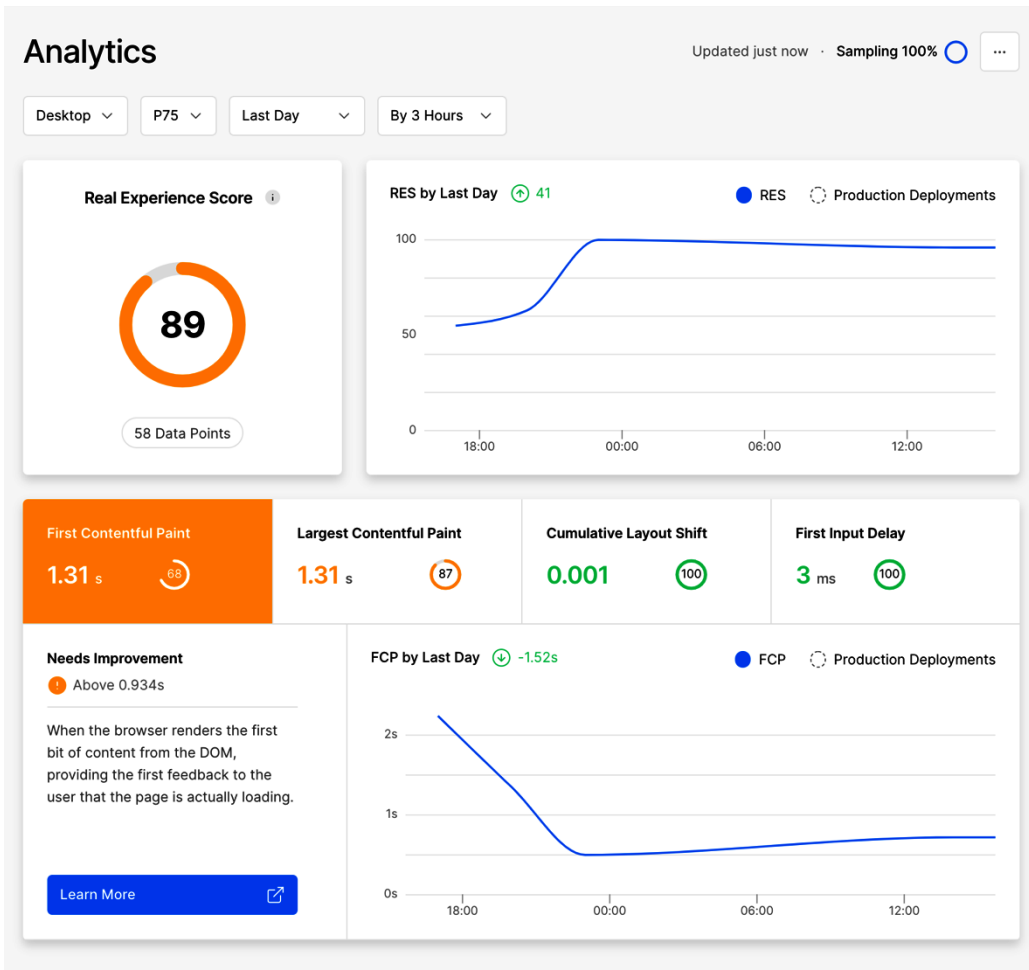 Analytics
Updated just now · Sampling 100%
Desktop
P75
Last Day
By 3 Hours
Real Experience Score
89
58 Data Points
RES by Last Day 41
RES
Production Deployments
100
50
0
18:00 00:00 06:00 12:00
First Contentful Paint
1.31 s 68
Largest Contentful Paint
1.31 s 87
Cumulative Layout Shift
0.001 100
First Input Delay
3 ms 100
Needs Improvement
Above 0.934s
When the browser renders the first
bit of content from the DOM,
providing the first feedback to the
user that the page is actually loading.
Learn More
FCP by Last Day -1.52s
FCP
Production Deployments
2s
1s
0s
18:00 00:00 06:00 12:00